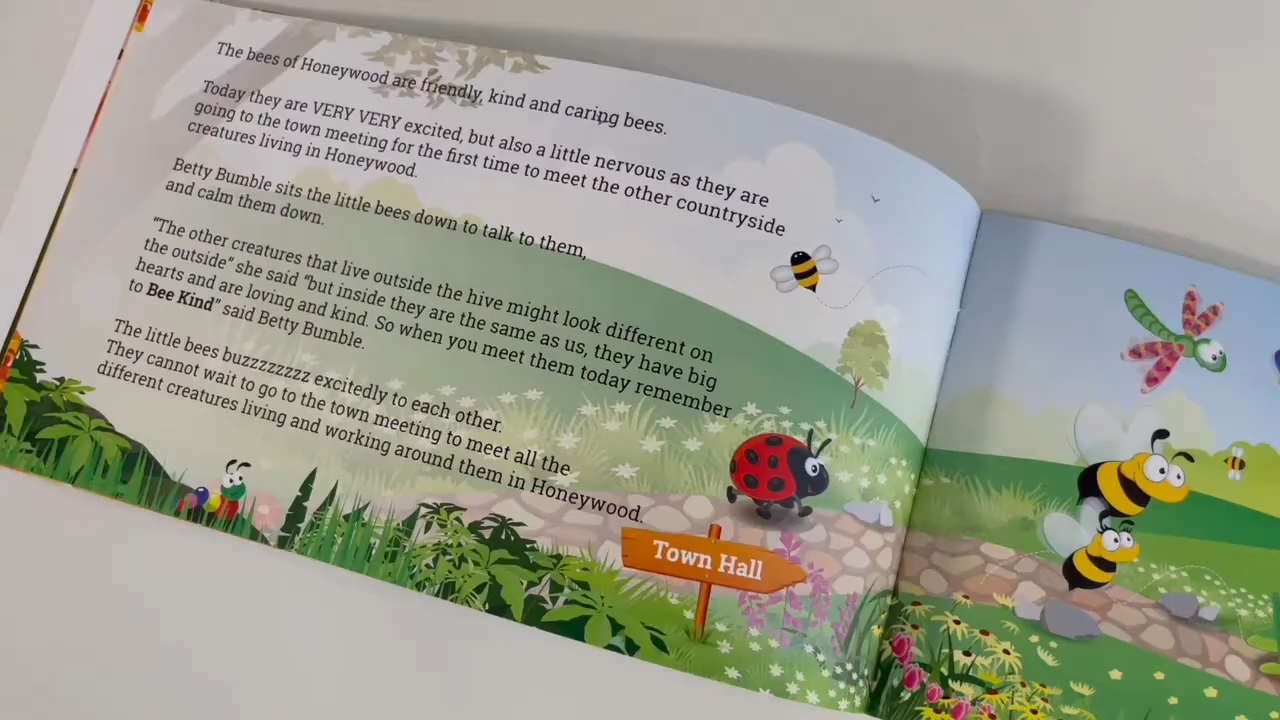 The bees of Honeywood are friendly, kind and caring bees.
Today they are VERY VERY excited, but also a little nervous as they are
going to the town meeting for the first time to meet the other countryside
creatures living in Honeywood.
Betty Bumble sits the little bees down to talk to them,
and calm them down.
“The other creatures that live outside the hive might look different on
the outside” she said “but inside they are the same as us, they have big
hearts and are loving and kind. So when you meet them today remember
to Bee Kind” said Betty Bumble.
The little bees buzzzzzzzz excitedly to each other.
They cannot wait to go to the town meeting to meet all the
different creatures living and working around them in Honeywood.
Town Hall